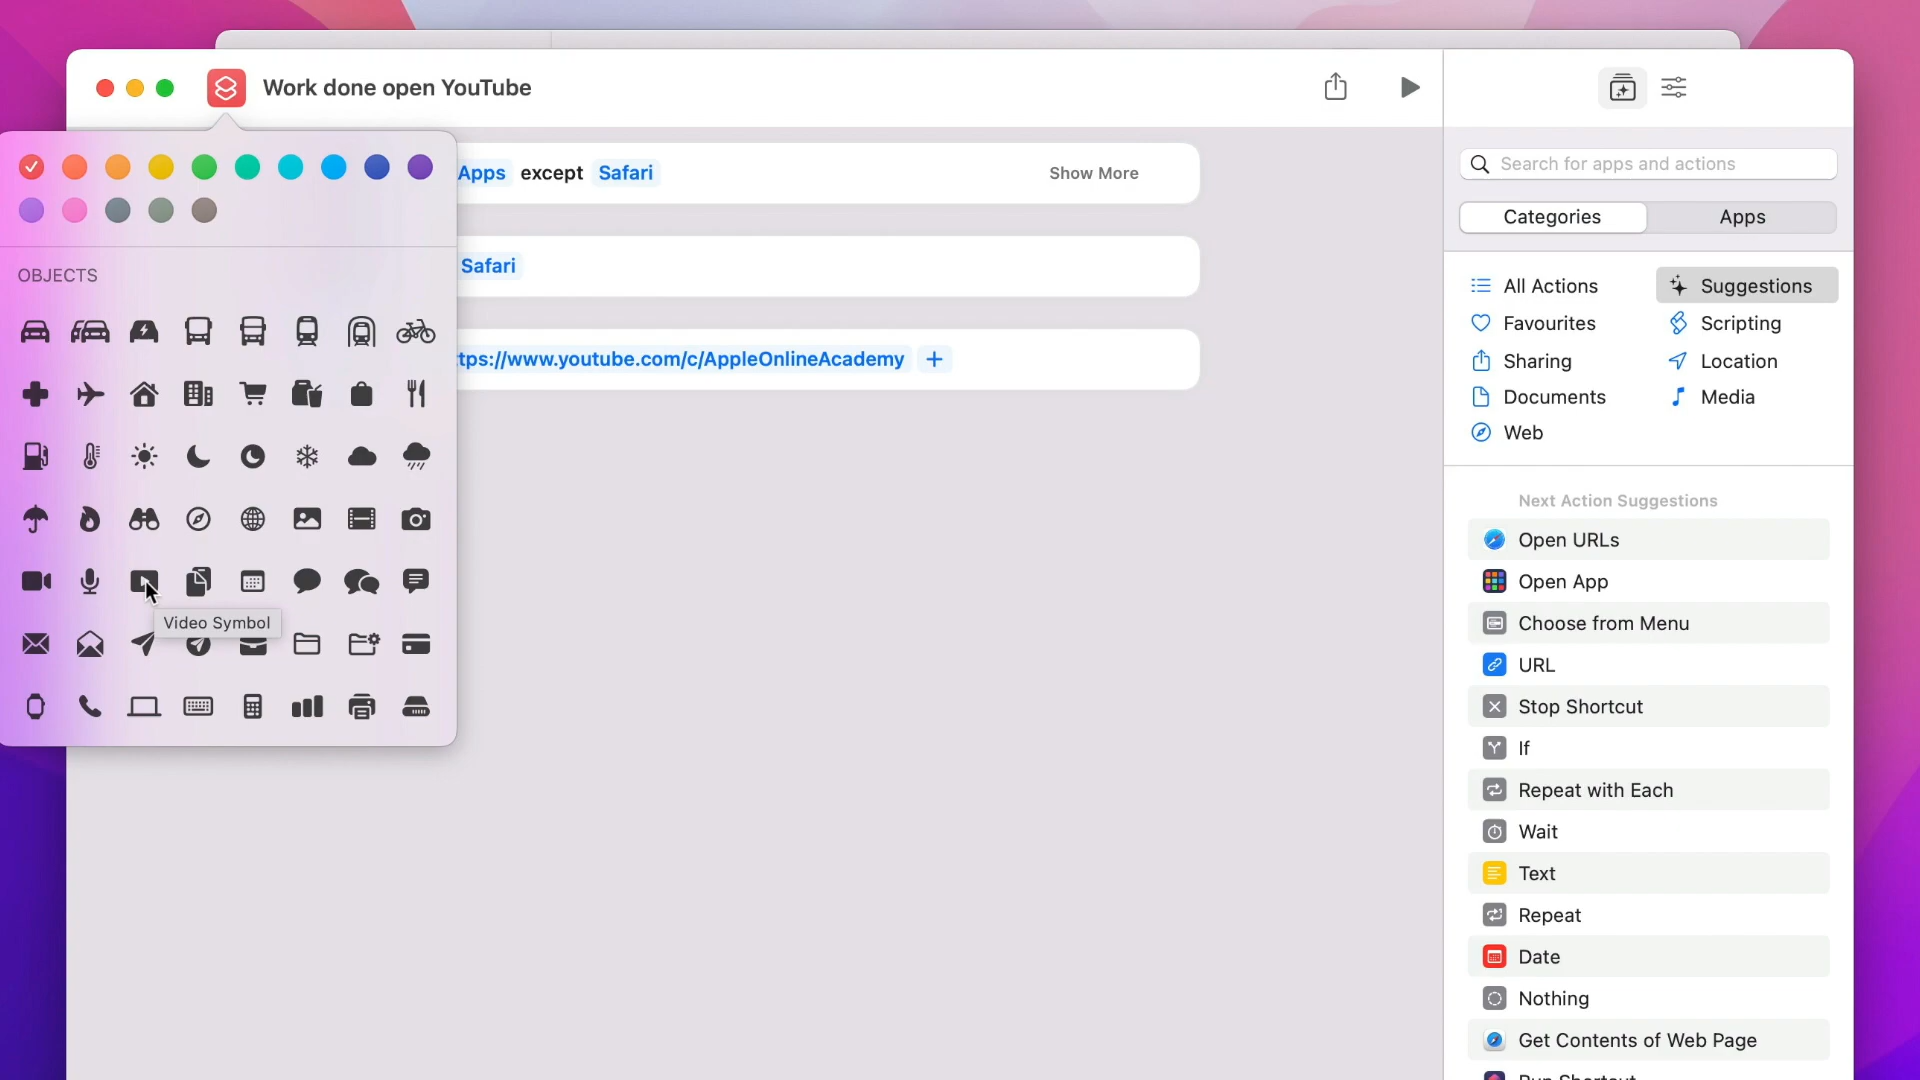 Work done open YouTube
Search for apps and actions
Categories
Apps
Apps except Safari
Show More
Safari
tps://www.youtube.com/c/AppleOnlineAcademy
OBJECTS
Video Symbol
All Actions
Suggestions
Favourites
Scripting
Sharing
Location
Documents
Media
Web
Next Action Suggestions
Open URLs
Open App
Choose from Menu
URL
Stop Shortcut
If
Repeat with Each
Wait
Text
Repeat
Date
Nothing
Get Contents of Web Page